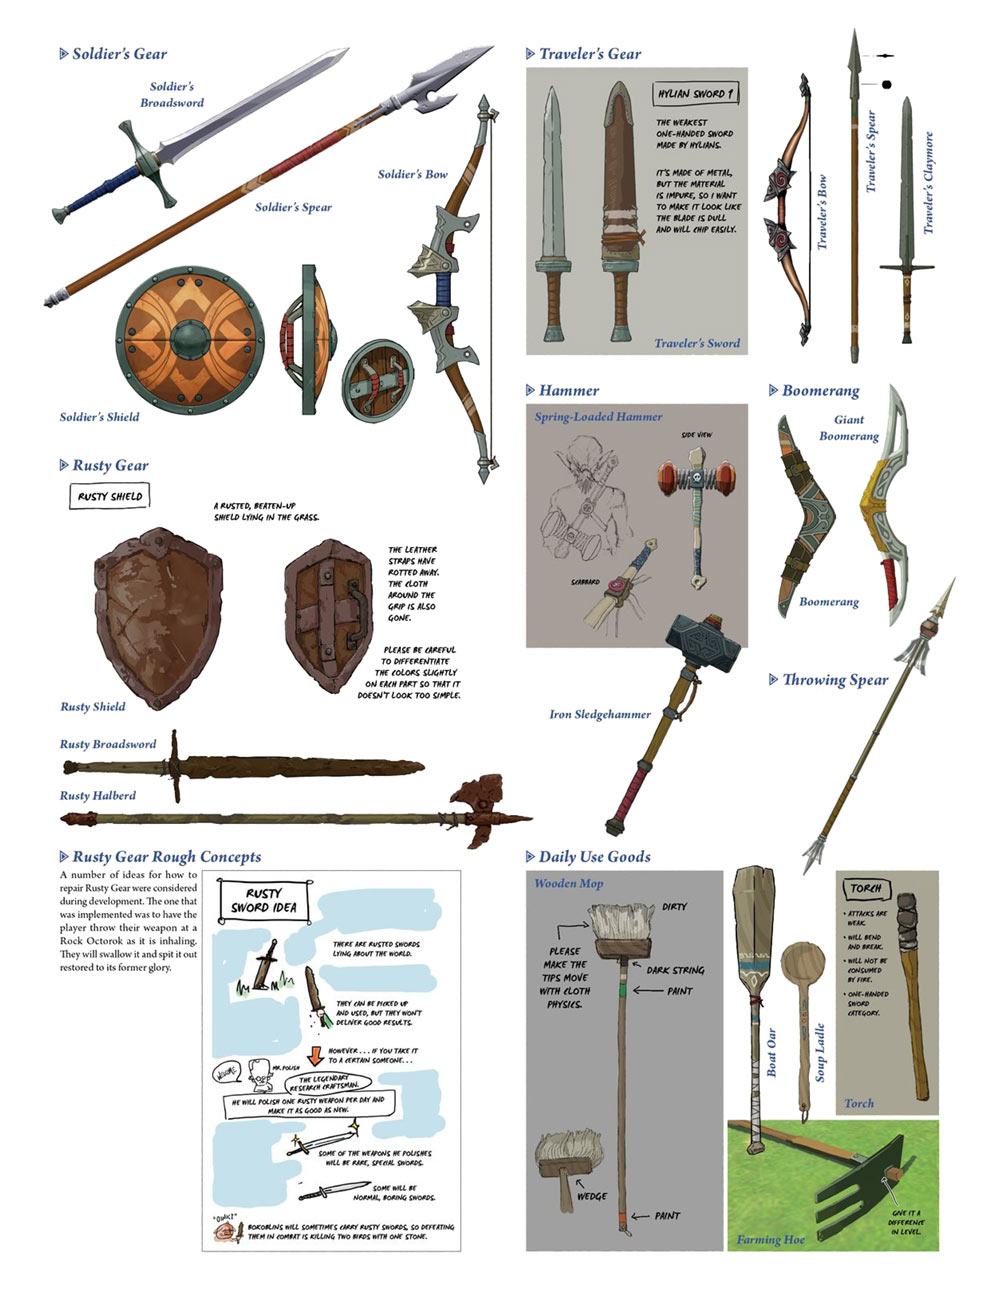 Soldier's Gear
Soldier's
Broadsword
Soldier's Spear
Soldier's Bow
Soldier's Shield
Rusty Gear
RUSTY SHIELD
A RUSTED, BEATEN-UP
SHIELD LYING IN THE GRASS.
THE LEATHER
STRAPS HAVE
ROTTED AWAY.
THE CLOTH
AROUND THE
GRIP IS ALSO
GONE.
PLEASE BE CAREFUL
TO DIFFERENTIATE
THE COLORS SLIGHTLY
ON EACH PART SO THAT IT
DOESN'T LOOK TOO SIMPLE.
Rusty Shield
Rusty Broadsword
Rusty Halberd
Rusty Gear Rough Concepts
A number of ideas for how to
repair Rusty Gear were considered
during development. The one that
was implemented was to have the
player throw their weapon at a
Rock Octorok as it is inhaling.
They will swallow it and spit it out
restored to its former glory.
RUSTY
SWORD IDEA
THERE ARE RUSTED SWORDS
LYING ABOUT THE WORLD.
THEY CAN BE PICKED UP
AND USED, BUT THEY WON'T
DELIVER GOOD RESULTS.
HOWEVER... IF YOU TAKE IT
TO A CERTAIN SOMEONE...
MR. POLISH
THE LEGENDARY
RESEARCH CRAFTSMAN.
HE WILL POLISH ONE RUSTY WEAPON PER DAY AND
MAKE IT AS GOOD AS NEW.
SOME OF THE WEAPONS HE POLISHES
WILL BE RARE, SPECIAL SWORDS.
SOME WILL BE
NORMAL, BORING SWORDS.
"OINK!"
BOKOBLINS WILL SOMETIMES CARRY RUSTY SWORDS, SO DEFEATING
THEM IN COMBAT IS KILLING TWO BIRDS WITH ONE STONE.
Traveler's Gear
HYLIAN SWORD 1
THE WEAKEST
ONE-HANDED SWORD
MADE BY HYLIANS.
IT'S MADE OF METAL,
BUT THE MATERIAL
IS IMPURE, SO I WANT
TO MAKE IT LOOK LIKE
THE BLADE IS DULL
AND WILL CHIP EASILY.
Traveler's Sword
Traveler's Bow
Traveler's Spear
Traveler's Claymore
Hammer
Spring-Loaded Hammer
SIDE VIEW
SCABBARD
Iron Sledgehammer
Boomerang
Giant
Boomerang
Boomerang
Throwing Spear
Daily Use Goods
Wooden Mop
DIRTY
PLEASE
MAKE THE
TIPS MOVE
WITH CLOTH
PHYSICS.
DARK STRING
PAINT
WEDGE
PAINT
Boat Oar
Soup Ladle
TORCH
• ATTACKS ARE
WEAK.
• WILL BEND
AND BREAK.
• WILL NOT BE
CONSUMED
BY FIRE.
• ONE-HANDED
SWORD
CATEGORY.
Torch
GIVE IT A
DIFFERENCE
IN LEVEL.
Farming Hoe